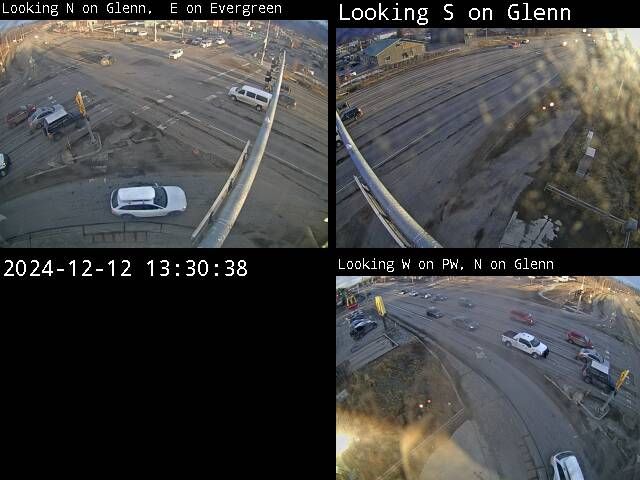 Looking N on Glenn, E on Evergreen
Looking S on Glenn
2024-12-12 13:30:38
Looking W on PW, N on Glenn